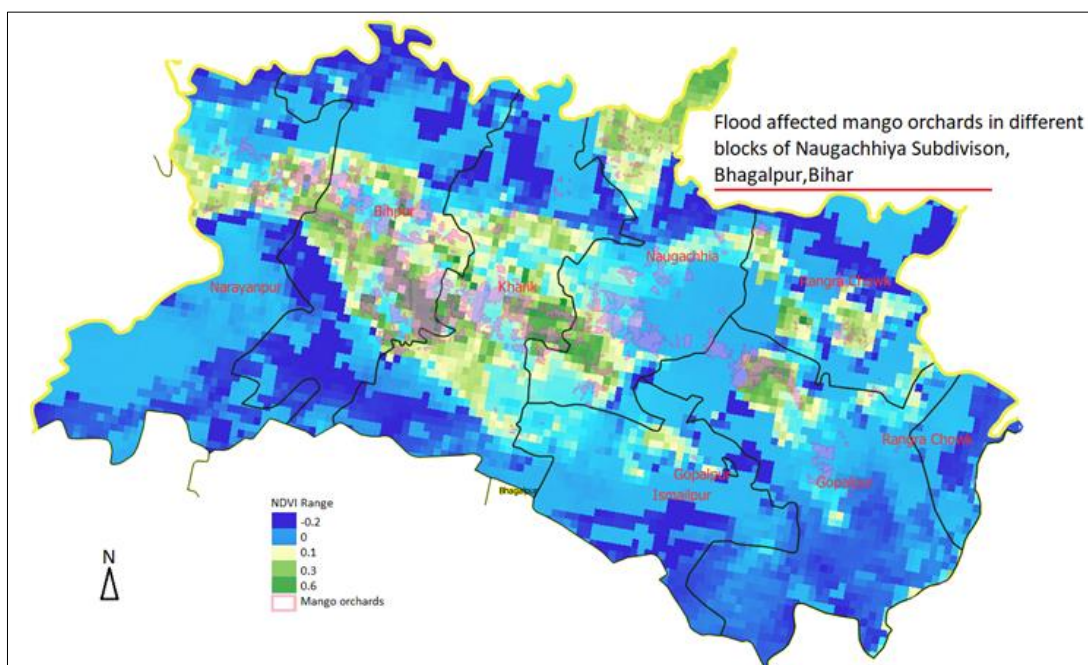 Flood affected mango orchards in different
blocks of Naugachhiya Subdivison,
Bhagalpur,Bihar
Bihpur
Naugachhia
Narayanpur
Kharik
Rangra Chowk
Rangra Chowk
Gopalpur
Ismailpur
Gopalpur
Bhagalpur
NDVI Range
-0.2
0
0.1
0.3
0.6
Mango orchards
N